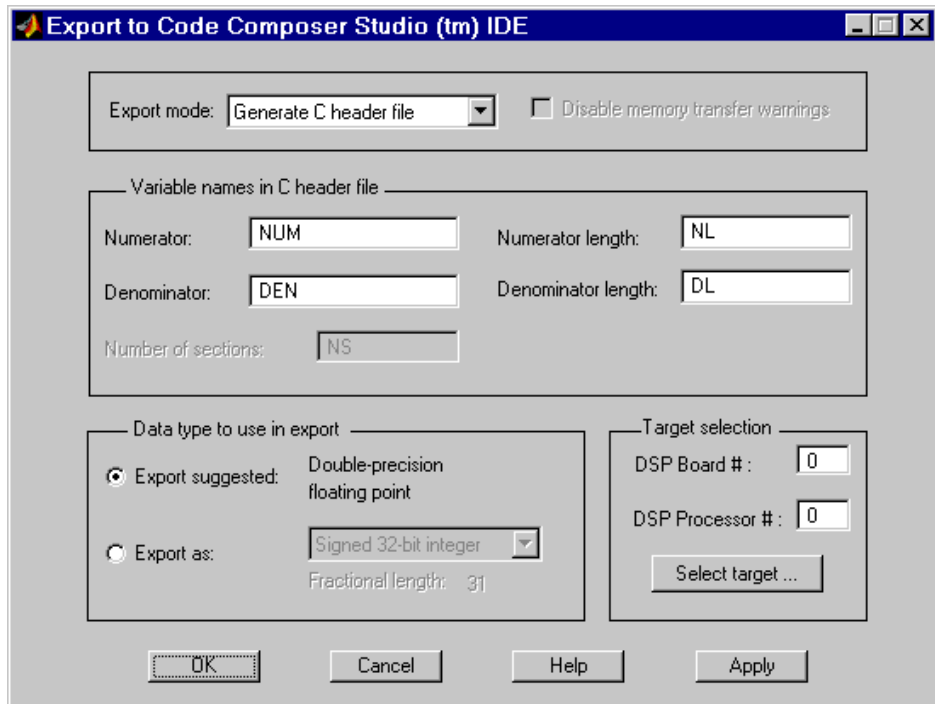 Export to Code Composer Studio (tm) IDE
Export mode: Generate C header file Disable memory transfer warnings
Variable names in C header file
Numerator: NUM Numerator length: NL
Denominator: DEN Denominator length: DL
Number of sections: NS
Data type to use in export
Export suggested: Double-precision
floating point
Export as: Signed 32-bit integer
Fractional length: 31
Target selection
DSP Board # : 0
DSP Processor # : 0
Select target ...
OK Cancel Help Apply